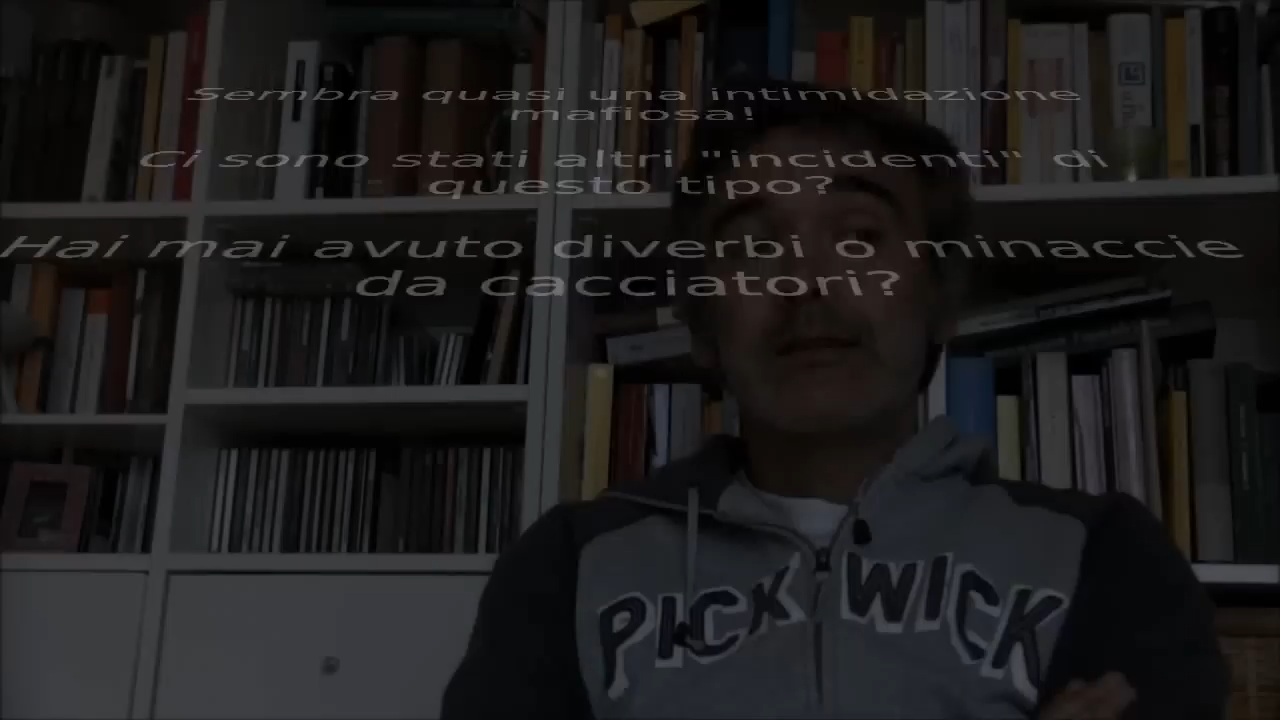 Sembra quasi una intimidazione
mafiosa!
Ci sono stati altri "incidenti" di
questo tipo?
Hai mai avuto diverbi o minaccie
da cacciatori?
PICKWICK